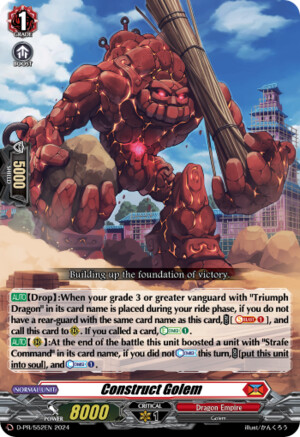 1
GRADE
BOOST
5000
SHIELD
Building up the foundation of victory.
AUTO【Drop】:When your grade 3 or greater vanguard with "Triumph
Dragon" in its card name is placed during your ride phase, if you do not
have a rear-guard with the same card name as this card,
call this card to . If you called a card,
AUTO【 】:At the end of the battle this unit boosted a unit with "Strafe
Command" in its card name, if you did not this turn, [put this unit
into soul], and
NORMAL UNIT
Construct Golem
POWER 8000
CRITICAL
1
Dragon Empire
Golem
D-PR/552EN 2024
Illust/かんくろう